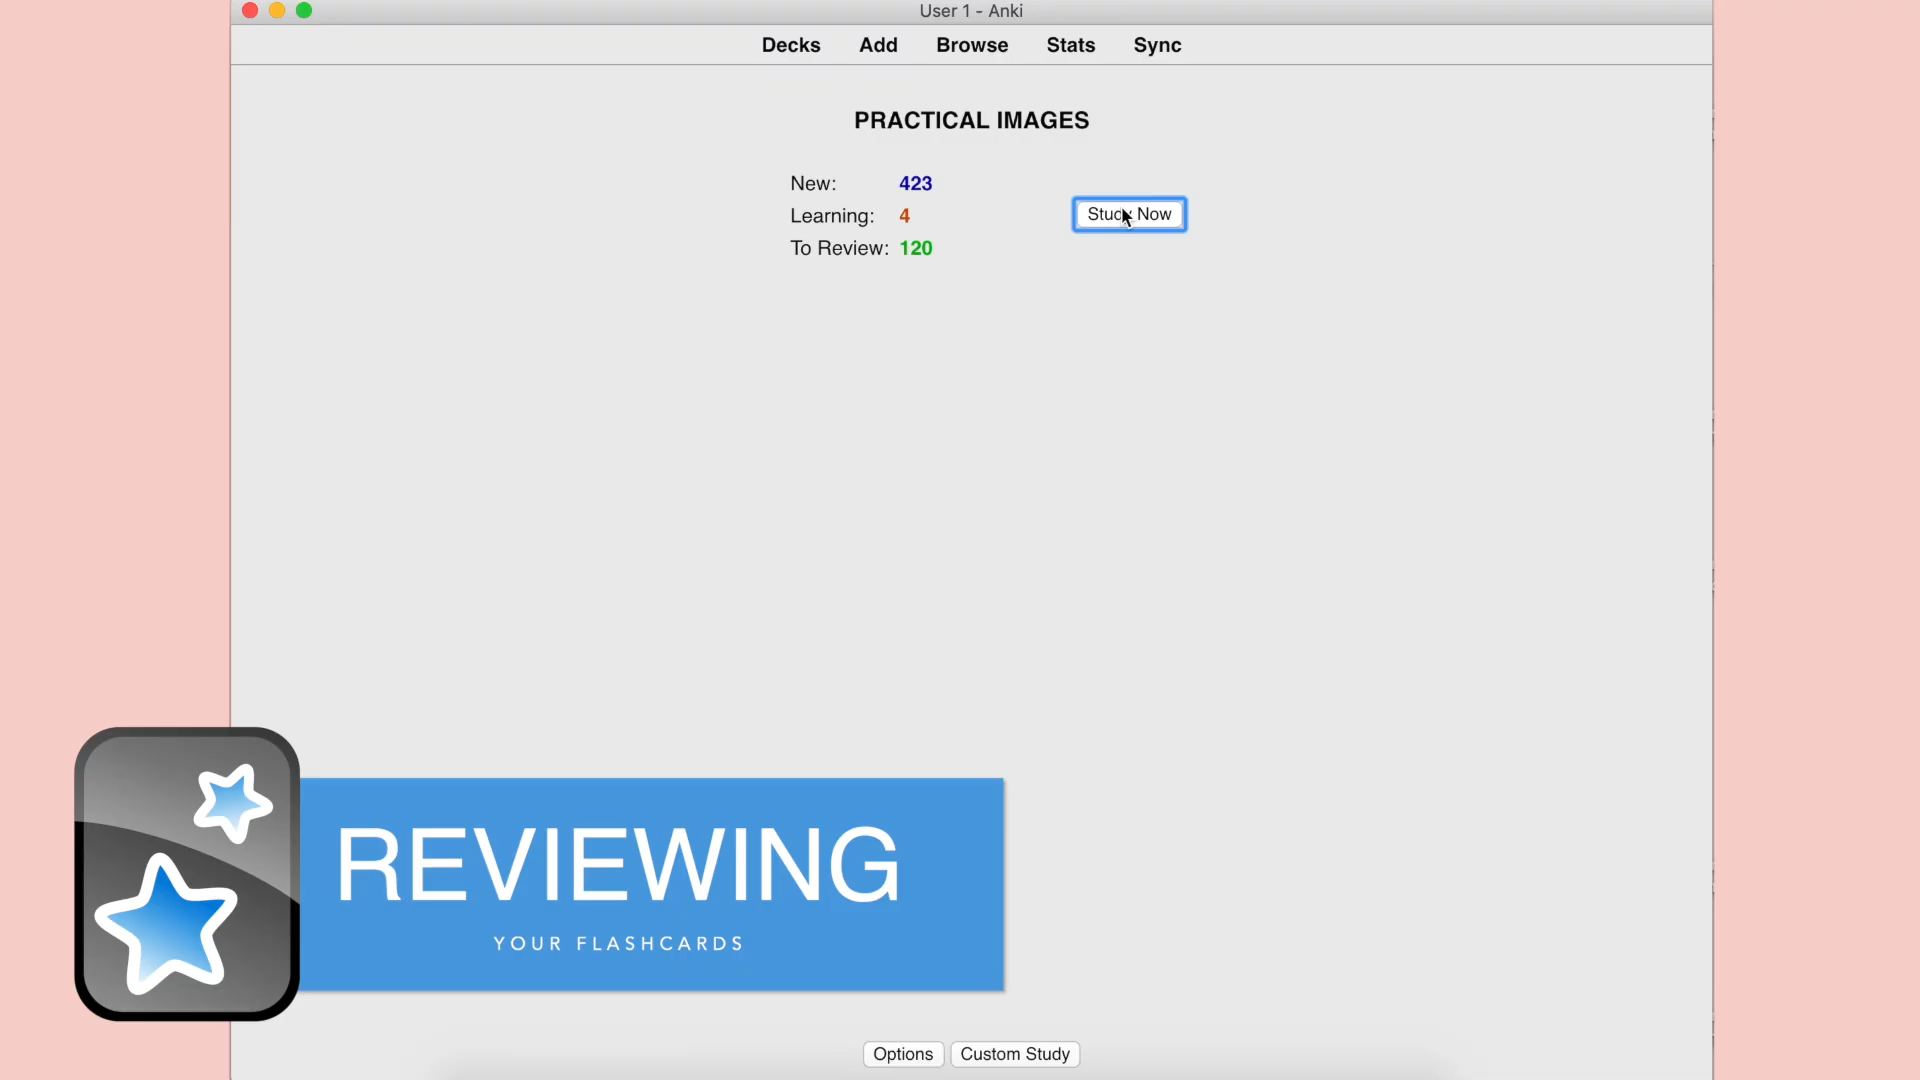 User 1 - Anki
Decks Add Browse Stats Sync
PRACTICAL IMAGES
New: 423
Learning: 4
Study Now
To Review: 120
REVIEWING
YOUR FLASHCARDS
Options Custom Study